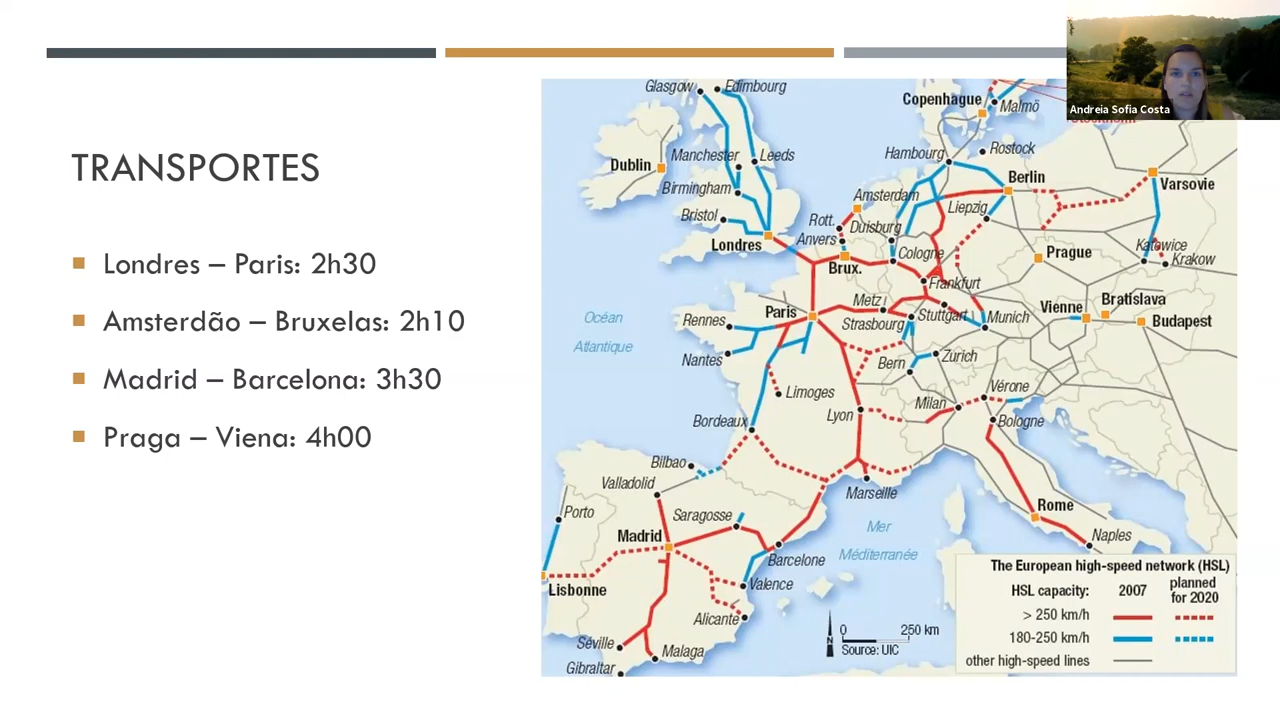 TRANSPORTES
Londres – Paris: 2h30
Amsterdão – Bruxelas: 2h10
Madrid – Barcelona: 3h30
Praga – Viena: 4h00
Andreia Sofia Costa
Glasgow
Edimbourg
Copenhague
Malmö
Stockholm
Dublin
Manchester
Leeds
Hambourg
Rostock
Birmingham
Berlin
Varsovie
Bristol
Amsterdam
Liepzig
Londres
Rott.
Duisburg
Anvers
Cologne
Katowice
Krakow
Brux.
Prague
Frankfurt
Paris
Metz
Vienne
Bratislava
Rennes
Strasbourg
Stuttgart
Munich
Budapest
Océan
Atlantique
Nantes
Bern
Zurich
Limoges
Vérone
Lyon
Milan
Bordeaux
Bologne
Bilbao
Valladolid
Marseille
Porto
Saragosse
Rome
Madrid
Mer
Méditerranée
Naples
Barcelone
Lisbonne
Valence
Alicante
Séville
Malaga
Gibraltar
N
0 250 km
Source: UIC
The European high-speed network (HSL)
HSL capacity: 2007 planned
for 2020
> 250 km/h
180-250 km/h
other high-speed lines